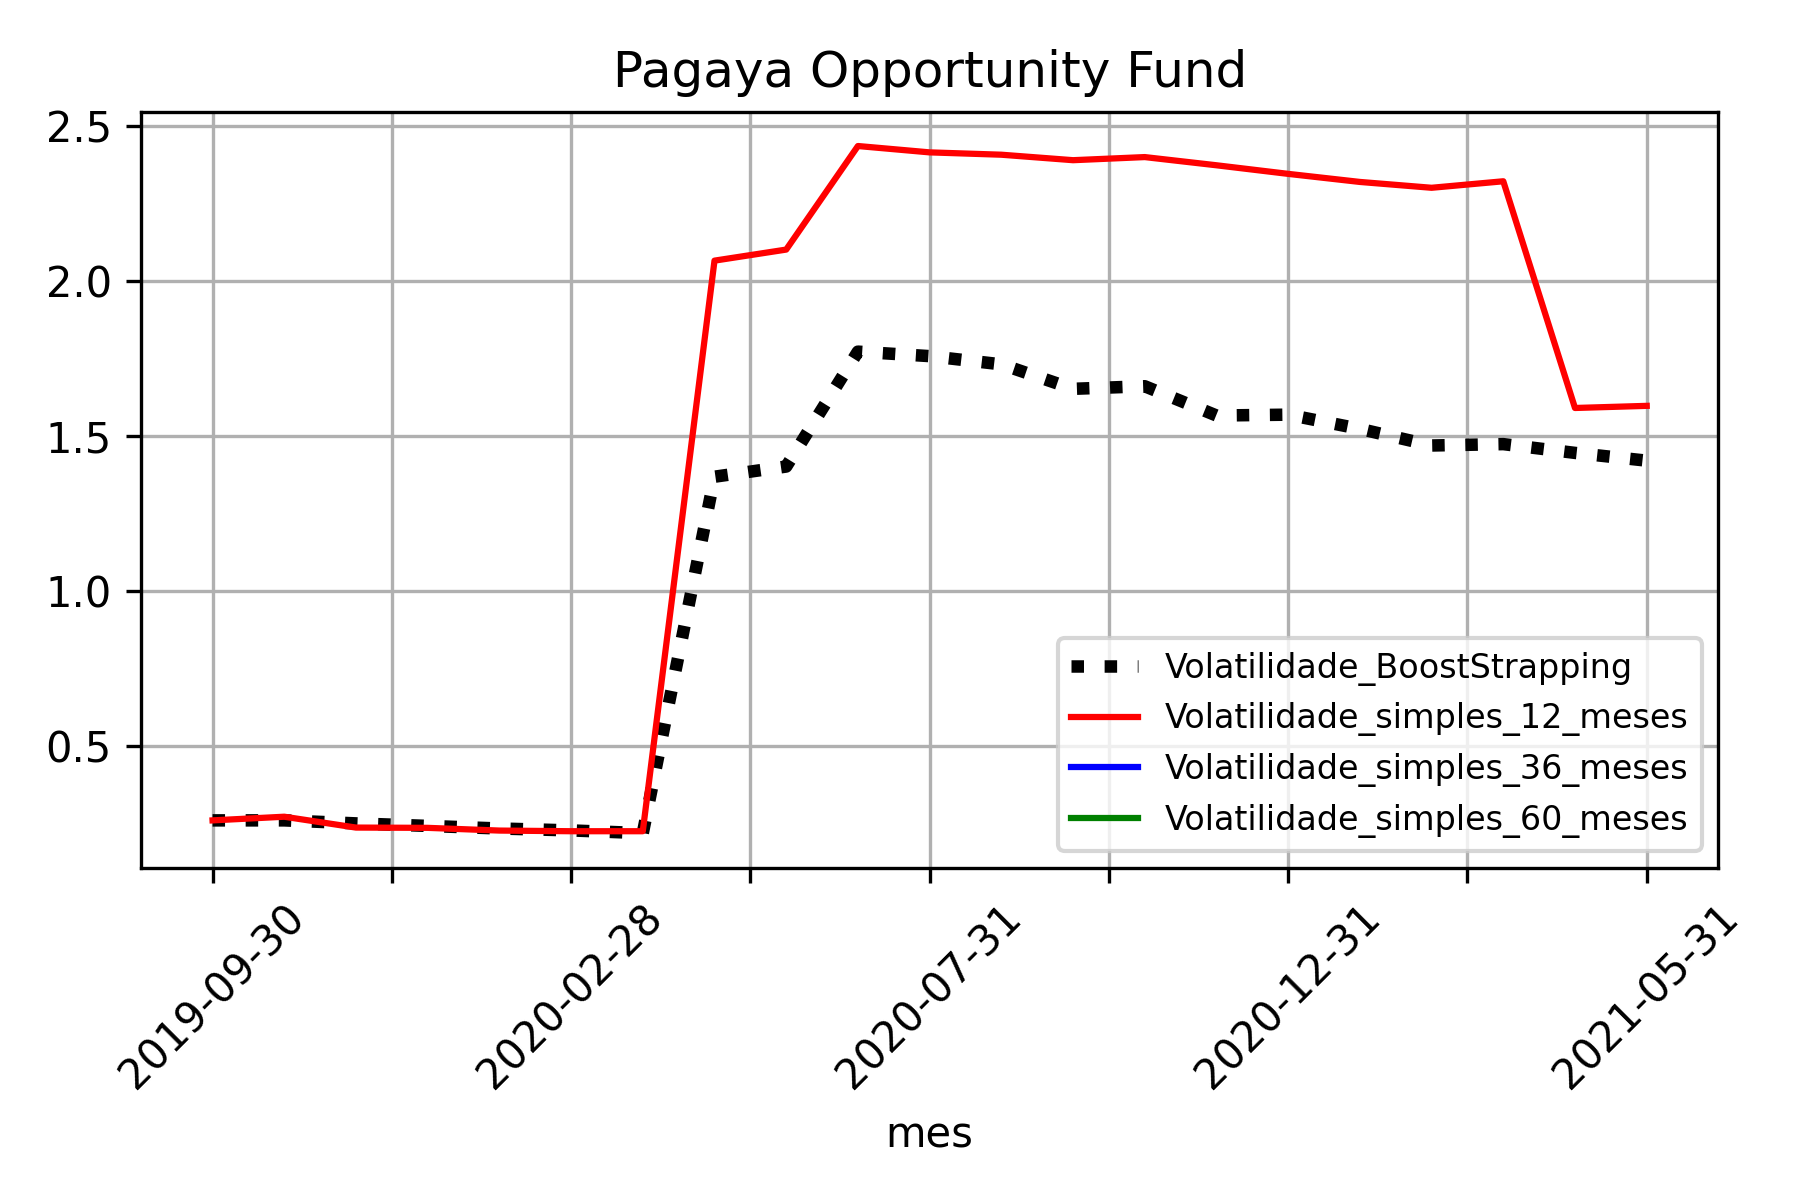 Pagaya Opportunity Fund
2.5
2.0
1.5
1.0
0.5
Volatilidade_BoostStrapping
Volatilidade_simples_12_meses
Volatilidade_simples_36_meses
Volatilidade_simples_60_meses
2019-09-30
2020-02-28
2020-07-31
2020-12-31
2021-05-31
mes